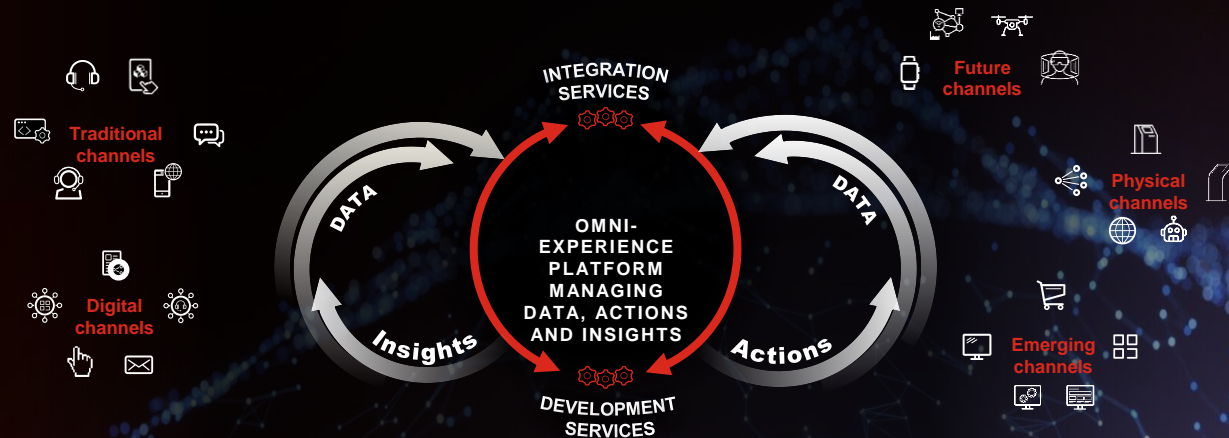 Traditional
channels
Digital
channels
DATA
Insights
INTEGRATION
SERVICES
OMNI-
EXPERIENCE
PLATFORM
MANAGING
DATA, ACTIONS
AND INSIGHTS
DEVELOPMENT
SERVICES
DATA
Actions
Future
channels
Physical
channels
Emerging
channels